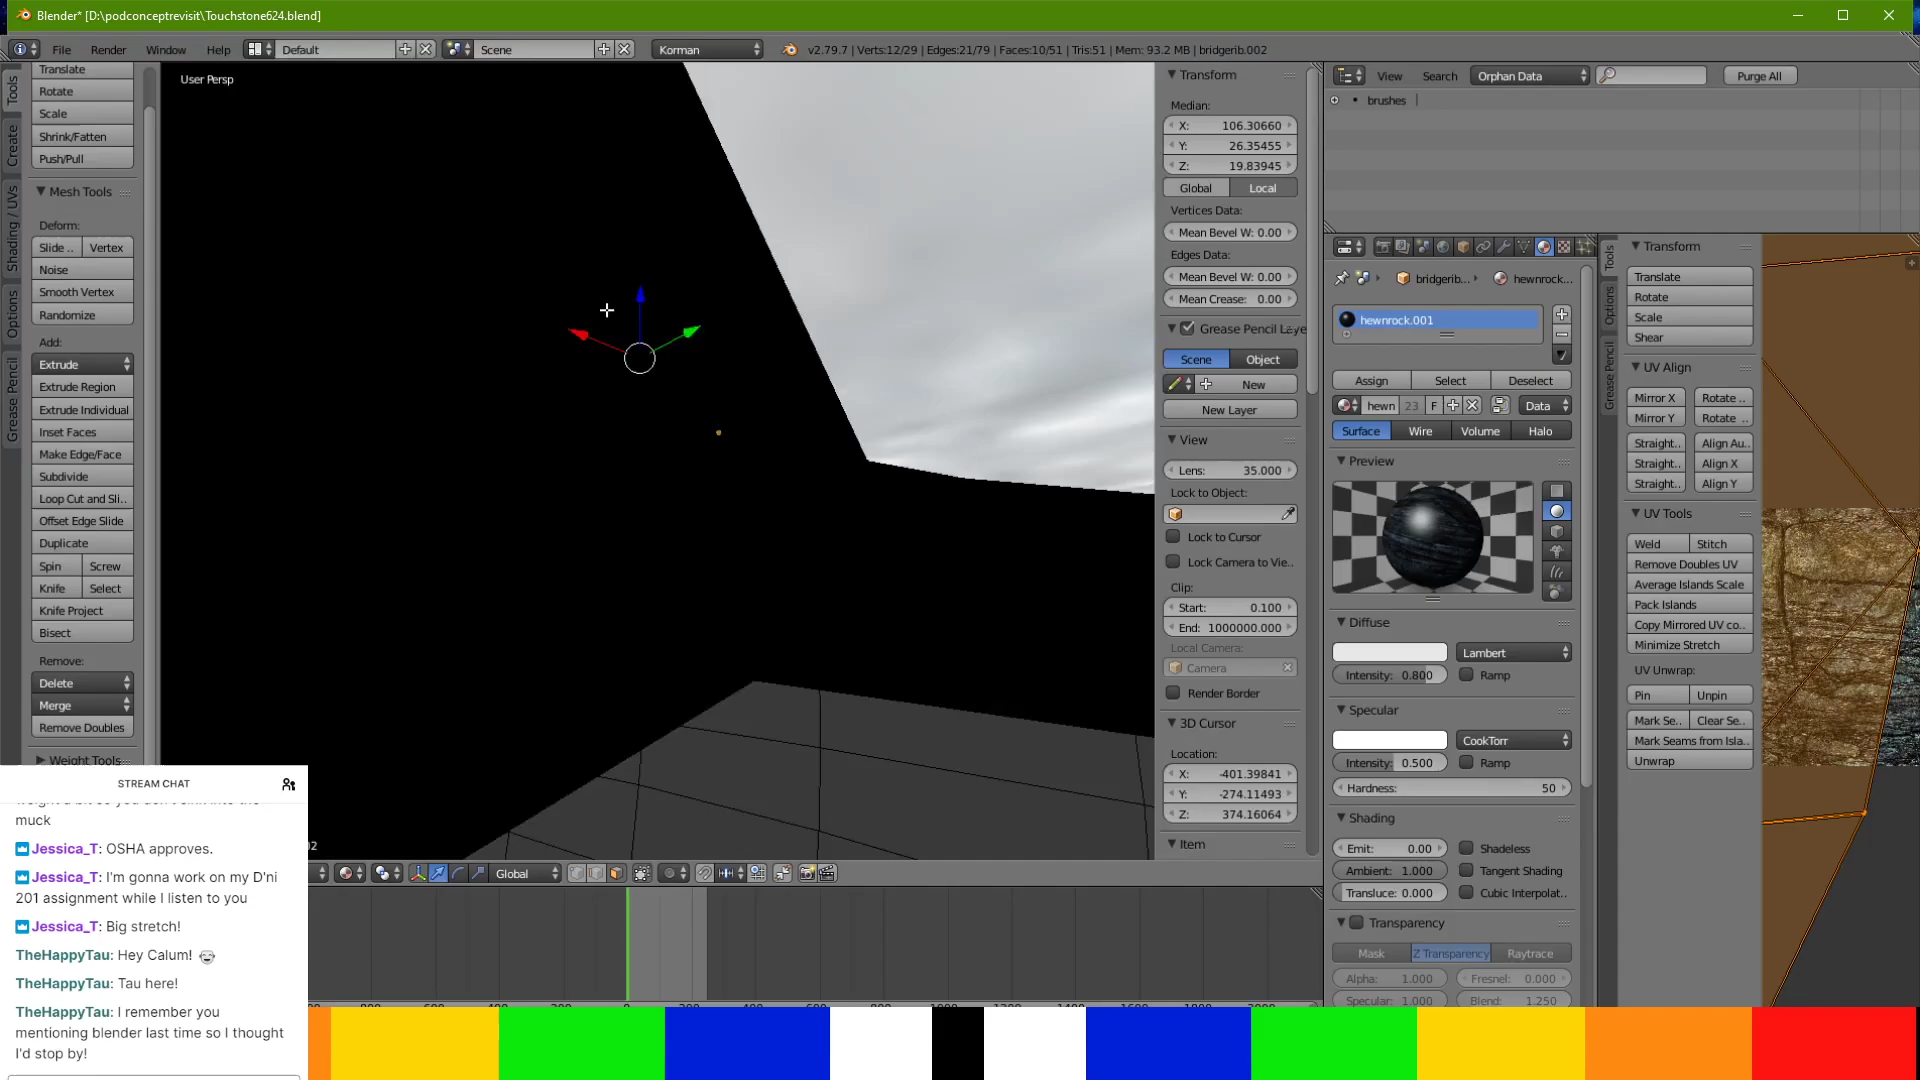 Blender* [D:\podconceptrevisit\Touchstone624.blend]
File Render Window Help Default Scene Korman v2.79.7 | Verts:12/29 | Edges:21/79 | Faces:10/51 | Tris:51 | Mem: 93.2 MB | bridgerib.002
Tools
Create
Shading / UVs
Options
Grease Pencil
Translate
Rotate
Scale
Shrink/Fatten
Push/Pull
Mesh Tools
Deform:
Slide .. Vertex
Noise
Smooth Vertex
Randomize
Add:
Extrude
Extrude Region
Extrude Individual
Inset Faces
Make Edge/Face
Subdivide
Loop Cut and Sli..
Offset Edge Slide
Duplicate
Spin Screw
Knife Select
Knife Project
Bisect
Remove:
Delete
Merge
Remove Doubles
Weight Tools
User Persp
02
Global
Transform
Median:
X: 106.30660
Y: 26.35455
Z: 19.83945
Global Local
Vertices Data:
Mean Bevel W: 0.00
Edges Data:
Mean Bevel W: 0.00
Mean Crease: 0.00
Grease Pencil Laye
Scene Object
New
New Layer
View
Lens: 35.000
Lock to Object:
Lock to Cursor
Lock Camera to Vie..
Clip:
Start: 0.100
End: 1000000.000
Local Camera:
Camera
Render Border
3D Cursor
Location:
X: -401.39841
Y: -274.11493
Z: 374.16064
Item
View Search Orphan Data Purge All
brushes
bridgerib... hewnrock...
hewnrock.001
Assign Select Deselect
hewn 23 F Data
Surface Wire Volume Halo
Preview
Diffuse
Lambert
Intensity: 0.800 Ramp
Specular
CookTorr
Intensity: 0.500 Ramp
Hardness: 50
Shading
Emit: 0.00 Shadeless
Ambient: 1.000 Tangent Shading
Transluce: 0.000 Cubic Interpolat..
Transparency
Mask Z Transparency Raytrace
Alpha: 1.000 Fresnel: 0.000
Specular: 1.000 Blend: 1.250
Tools
Options
Grease Pencil
Transform
Translate
Rotate
Scale
Shear
UV Align
Mirror X Rotate ..
Mirror Y Rotate ..
Straight.. Align Au..
Straight.. Align X
Straight.. Align Y
UV Tools
Weld Stitch
Remove Doubles UV
Average Islands Scale
Pack Islands
Copy Mirrored UV co..
Minimize Stretch
UV Unwrap:
Pin Unpin
Mark Se.. Clear Se..
Mark Seams from Isla..
Unwrap
STREAM CHAT
muck
Jessica_T: OSHA approves.
Jessica_T: I'm gonna work on my D'ni
201 assignment while I listen to you
Jessica_T: Big stretch!
TheHappyTau: Hey Calum!
TheHappyTau: Tau here!
TheHappyTau: I remember you
mentioning blender last time so I thought
I'd stop by!